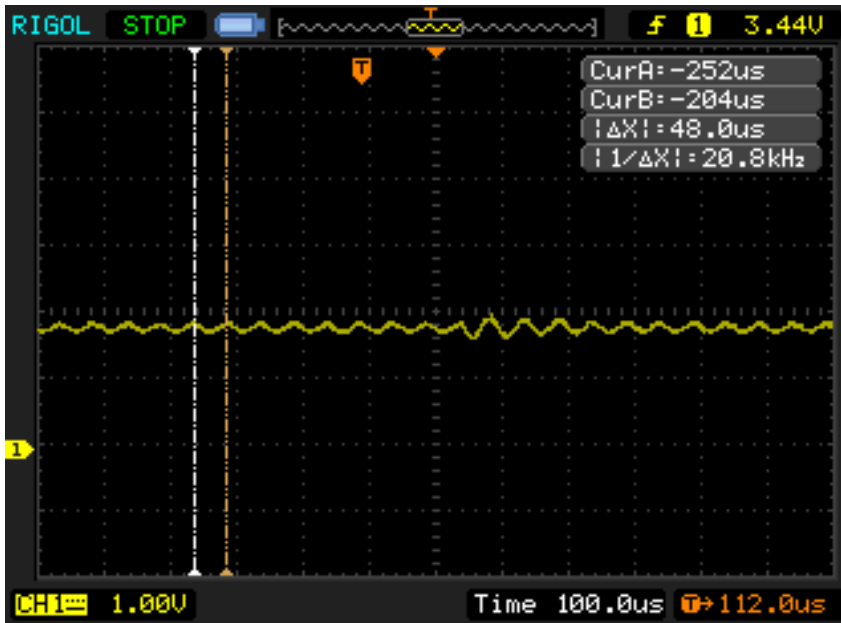 RIGOL STOP T 1 3.44V
T
CurA:-252us
CurB:-204us
|ΔX|:48.0us
|1/ΔX|:20.8kHz
1
CH1 1.00V Time 100.0us T→112.0us